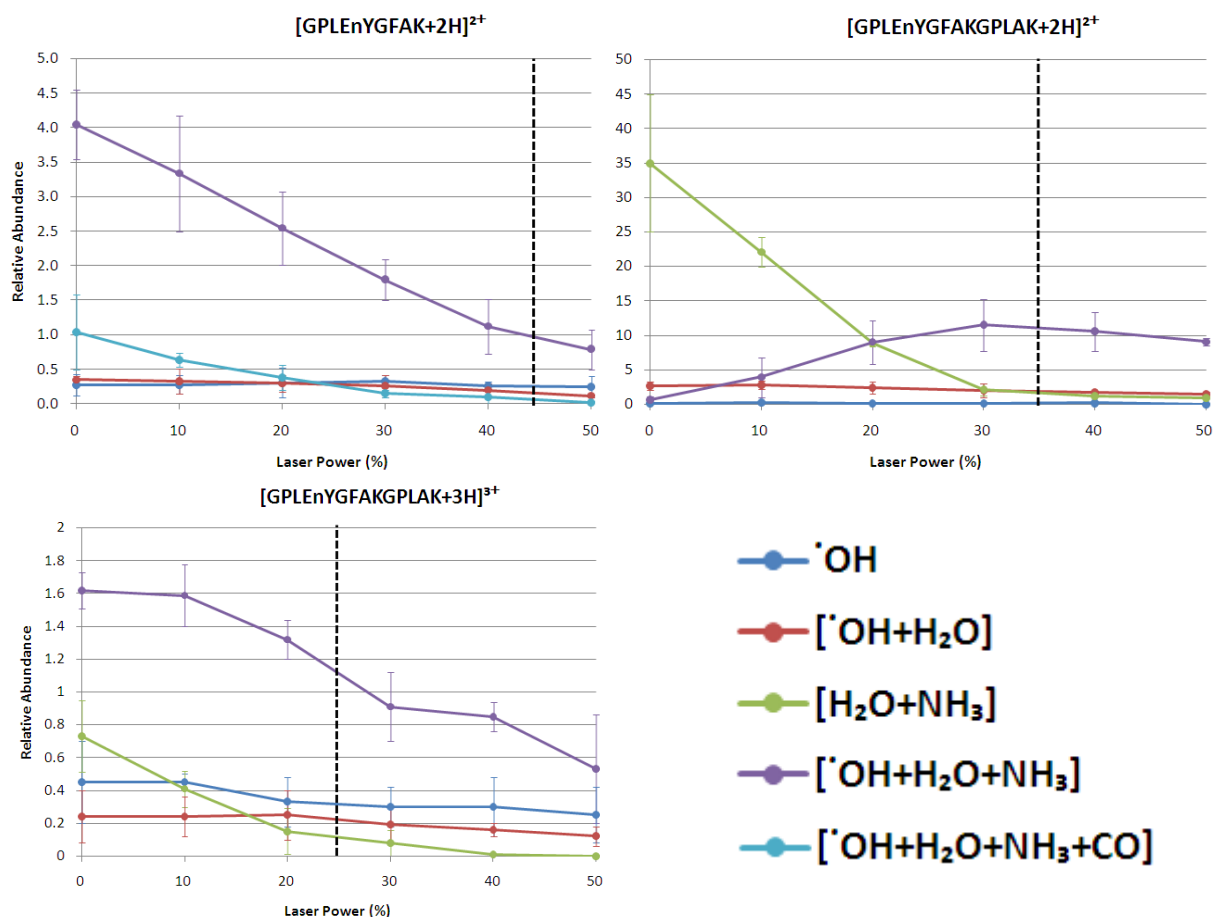 [GPLEnYGFAK+2H]²⁺
5.0
4.5
4.0
3.5
3.0
2.5
2.0
1.5
1.0
0.5
0.0
Relative Abundance
0 10 20 30 40 50
Laser Power (%)
[GPLEnYGFAKGPLAK+2H]²⁺
50
45
40
35
30
25
20
15
10
5
0
0 10 20 30 40 50
Laser Power (%)
[GPLEnYGFAKGPLAK+3H]³⁺
2
1.8
1.6
1.4
1.2
1
0.8
0.6
0.4
0.2
0
Relative Abundance
0 10 20 30 40 50
Laser Power (%)
˙OH
[˙OH+H₂O]
[H₂O+NH₃]
[˙OH+H₂O+NH₃]
[˙OH+H₂O+NH₃+CO]